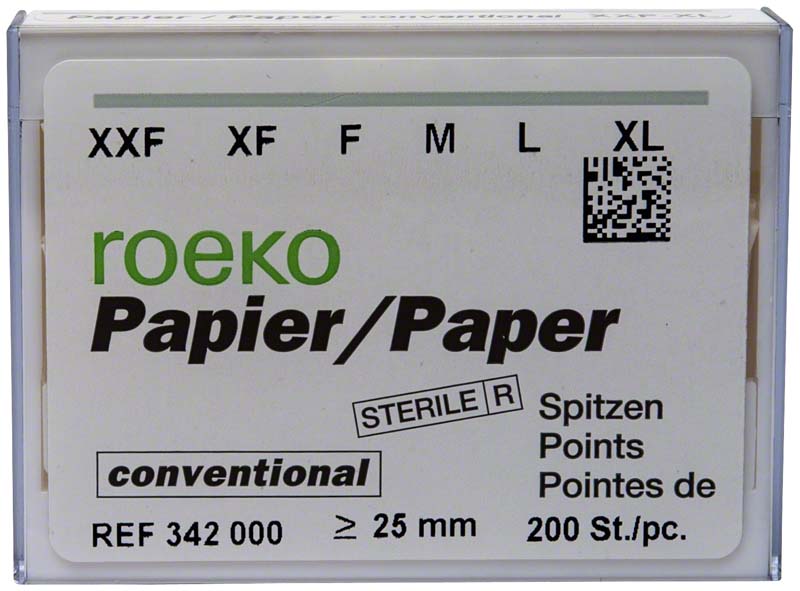 Papier / Paper conventional XXF-XL
XXF XF F M L XL
roeko
Papier/Paper
STERILE R
Spitzen
Points
Pointes de
conventional
REF 342 000 ≥ 25 mm 200 St./pc.